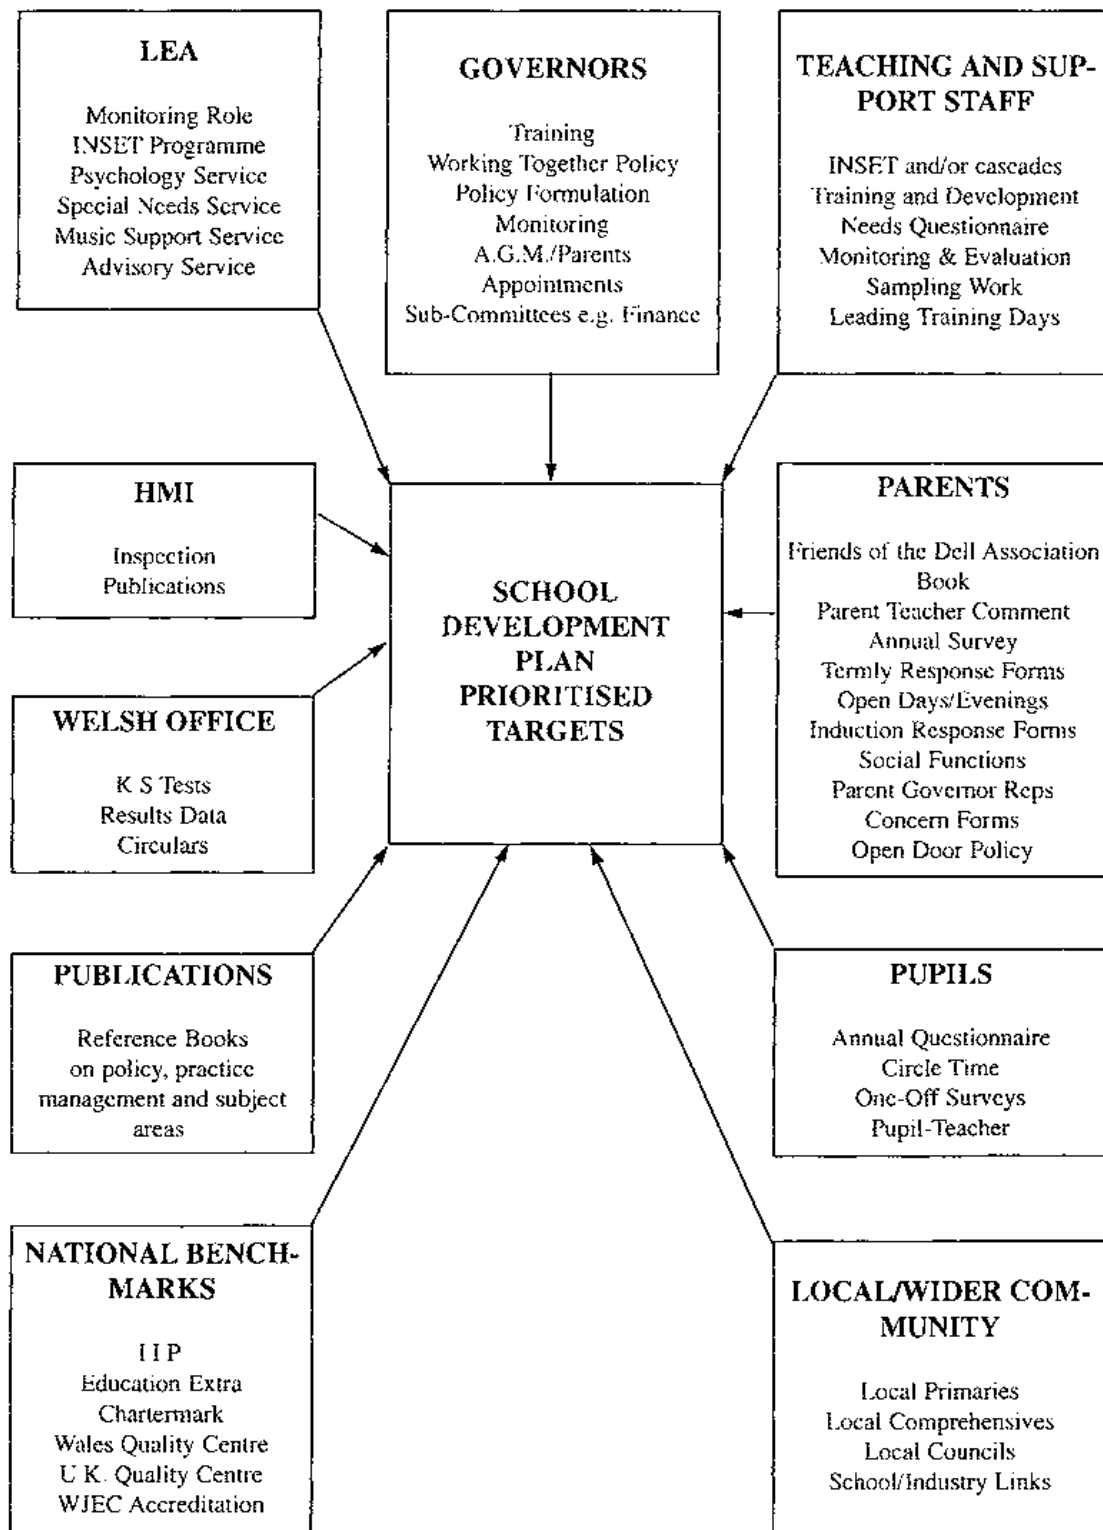 LEA
Monitoring Role
INSET Programme
Psychology Service
Special Needs Service
Music Support Service
Advisory Service
GOVERNORS
Training
Working Together Policy
Policy Formulation
Monitoring
A.G.M./Parents
Appointments
Sub-Committees e.g. Finance
TEACHING AND SUP-
PORT STAFF
INSET and/or cascades
Training and Development
Needs Questionnaire
Monitoring & Evaluation
Sampling Work
Leading Training Days
HMI
Inspection
Publications
SCHOOL
DEVELOPMENT
PLAN
PRIORITISED
TARGETS
PARENTS
Friends of the Dell Association
Book
Parent Teacher Comment
Annual Survey
Termly Response Forms
Open Days/Evenings
Induction Response Forms
Social Functions
Parent Governor Reps
Concern Forms
Open Door Policy
WELSH OFFICE
K S Tests
Results Data
Circulars
PUBLICATIONS
Reference Books
on policy, practice
management and subject
areas
PUPILS
Annual Questionnaire
Circle Time
One-Off Surveys
Pupil-Teacher
NATIONAL BENCH-
MARKS
I I P
Education Extra
Chartermark
Wales Quality Centre
U K. Quality Centre
WJEC Accreditation
LOCAL/WIDER COM-
MUNITY
Local Primaries
Local Comprehensives
Local Councils
School/Industry Links